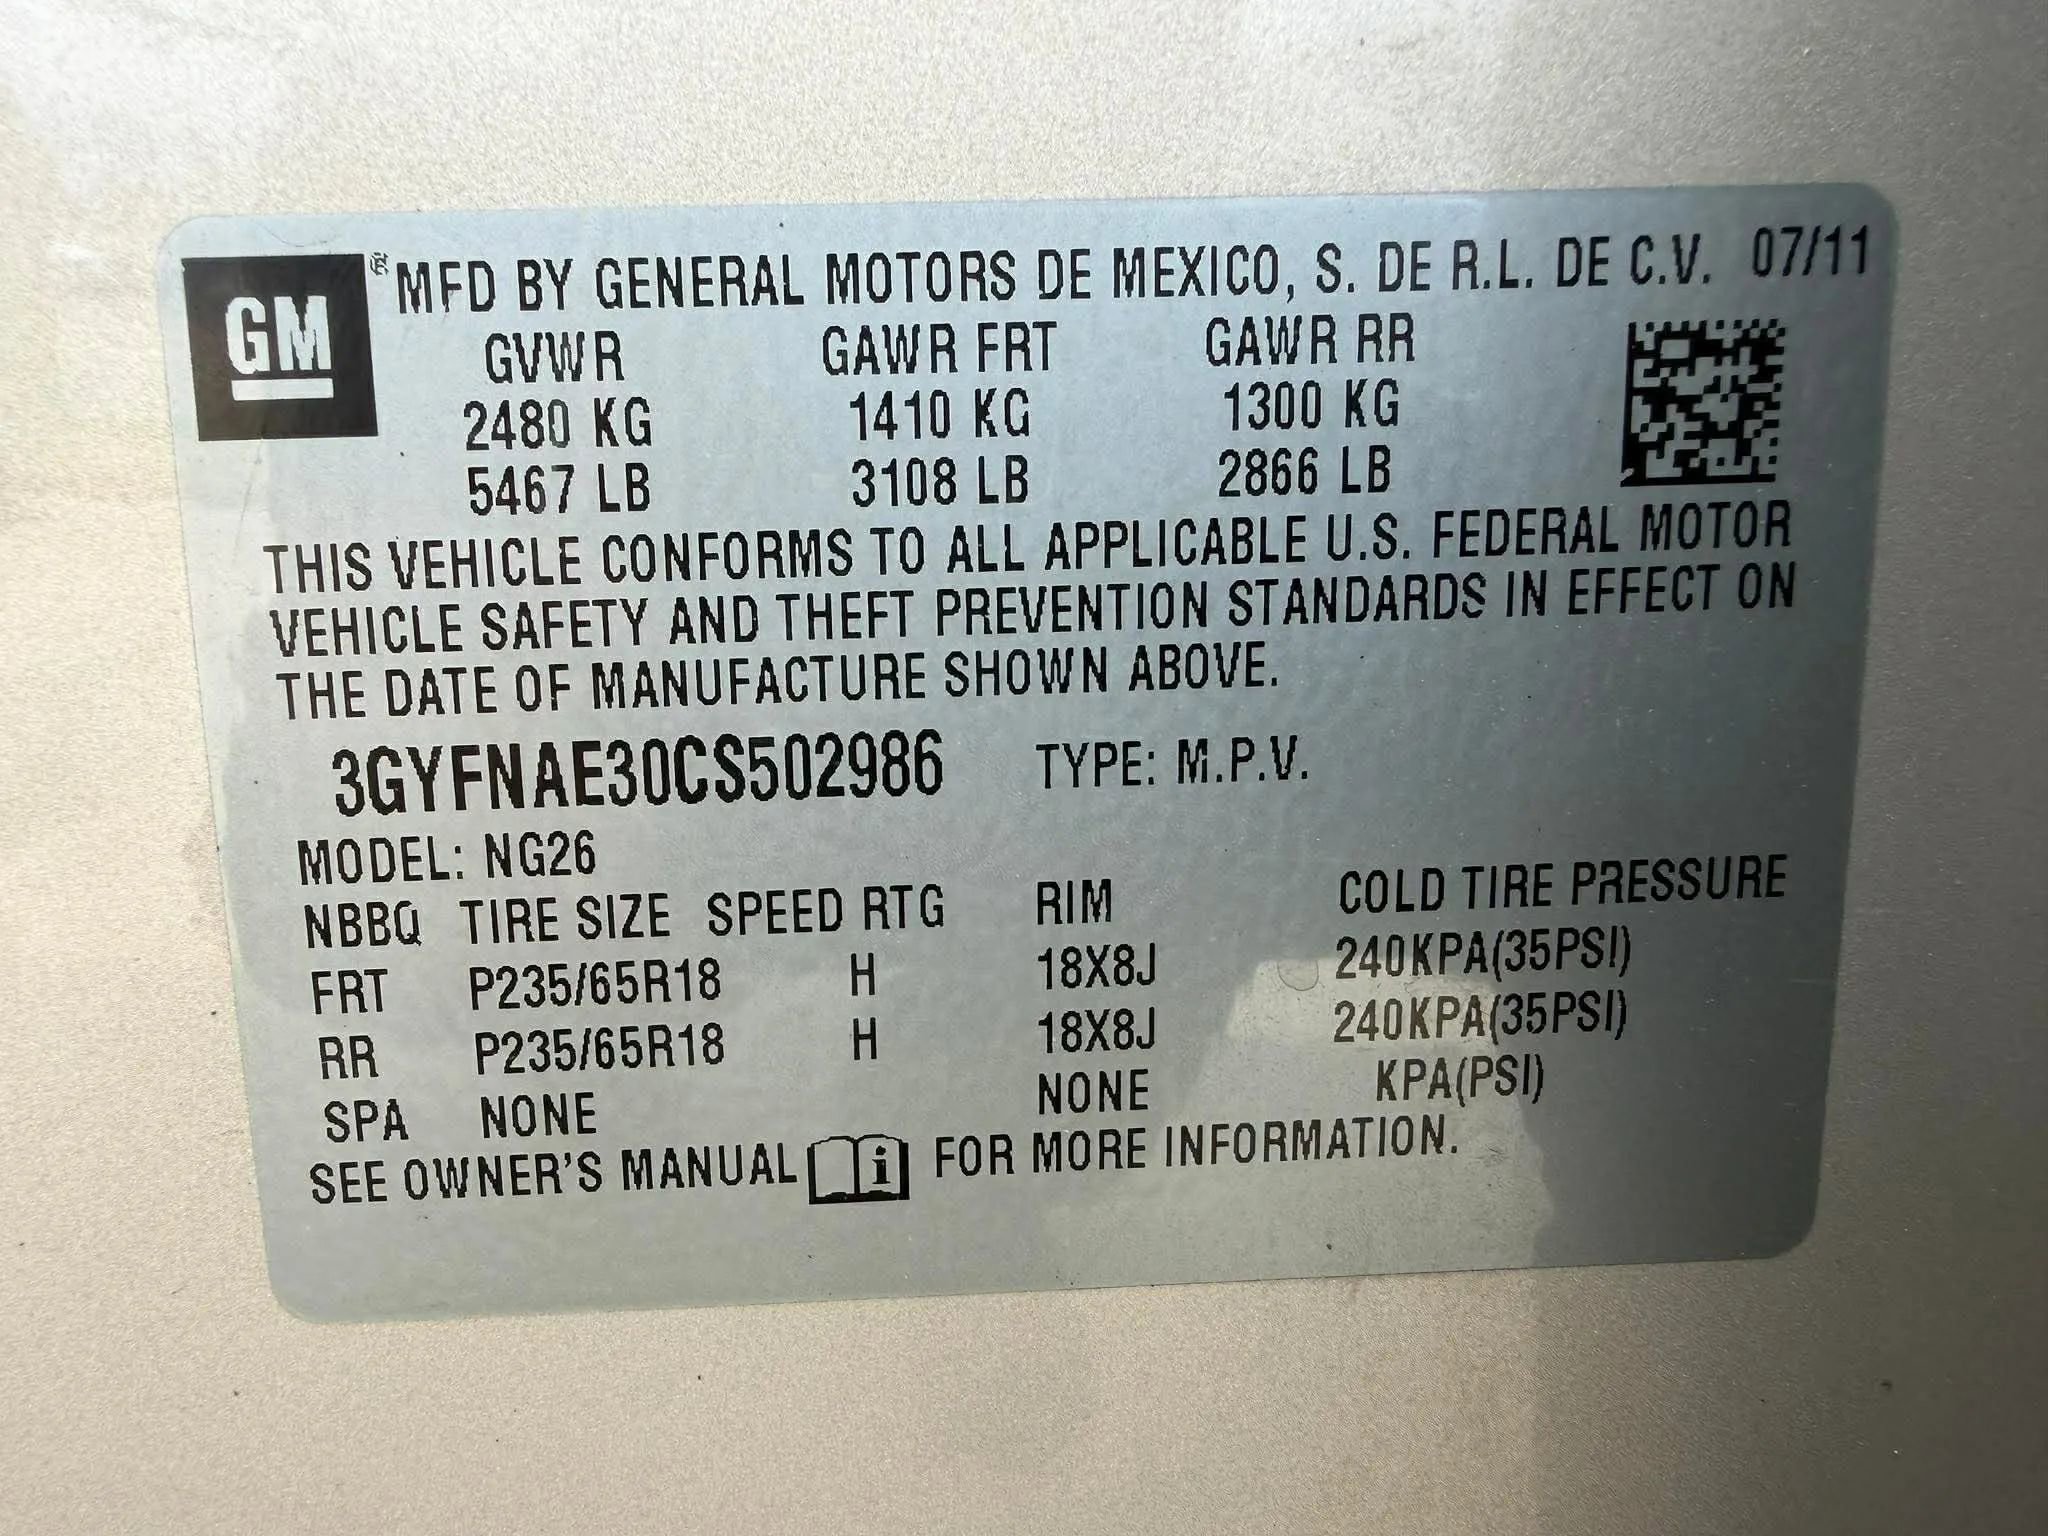 GM ® MFD BY GENERAL MOTORS DE MEXICO, S. DE R.L. DE C.V. 07/11
GVWR GAWR FRT GAWR RR
2480 KG 1410 KG 1300 KG
5467 LB 3108 LB 2866 LB
THIS VEHICLE CONFORMS TO ALL APPLICABLE U.S. FEDERAL MOTOR
VEHICLE SAFETY AND THEFT PREVENTION STANDARDS IN EFFECT ON
THE DATE OF MANUFACTURE SHOWN ABOVE.
3GYFNAE30CS502986 TYPE: M.P.V.
MODEL: NG26
NBBQ TIRE SIZE SPEED RTG RIM COLD TIRE PRESSURE
FRT P235/65R18 H 18X8J 240KPA(35PSI)
RR P235/65R18 H 18X8J 240KPA(35PSI)
SPA NONE NONE KPA(PSI)
SEE OWNER'S MANUAL i FOR MORE INFORMATION.